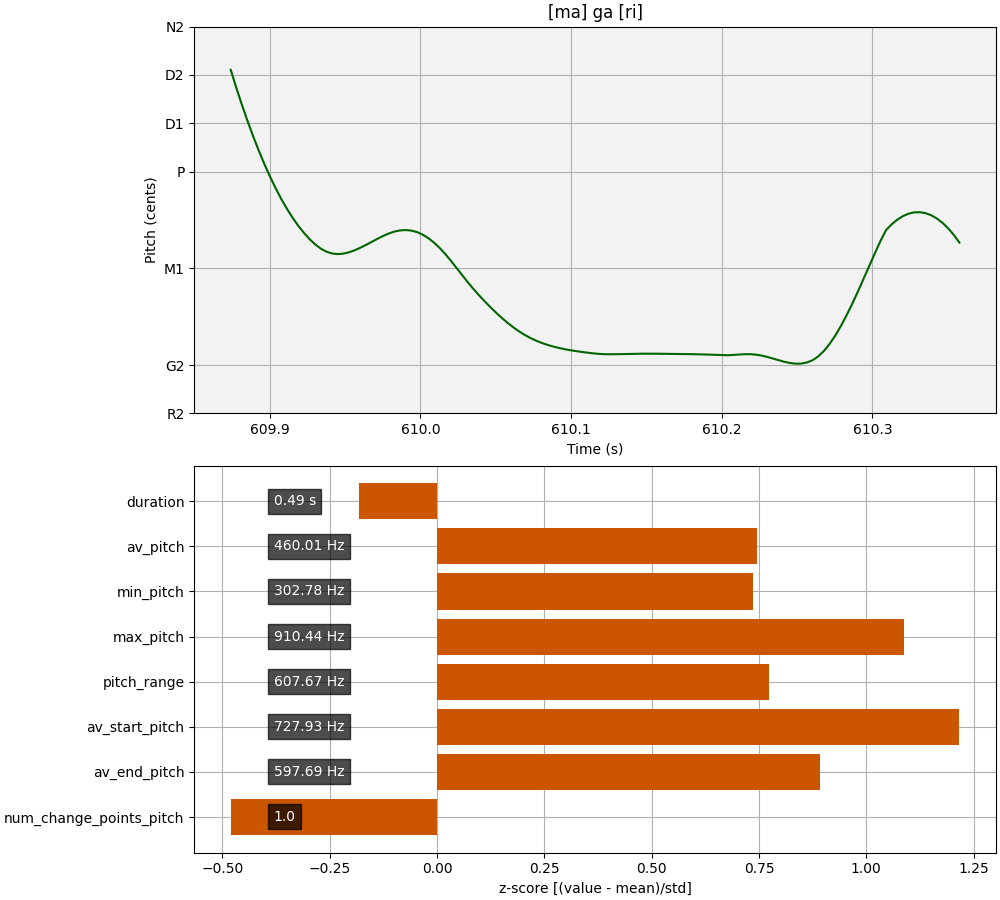 [ma] ga [ri]
N2
D2
D1
P
M1
G2
R2
Pitch (cents)
609.9 610.0 610.1 610.2 610.3
Time (s)
duration 0.49 s
av_pitch 460.01 Hz
min_pitch 302.78 Hz
max_pitch 910.44 Hz
pitch_range 607.67 Hz
av_start_pitch 727.93 Hz
av_end_pitch 597.69 Hz
num_change_points_pitch 1.0
−0.50 −0.25 0.00 0.25 0.50 0.75 1.00 1.25
z-score [(value - mean)/std]